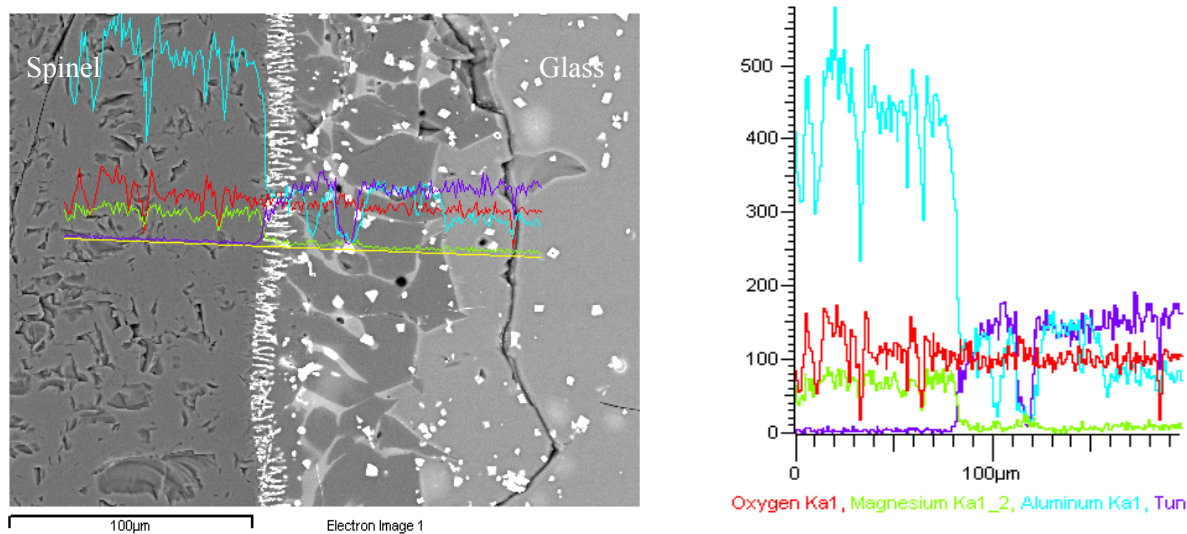 Spinel
Glass
100µm
Electron Image 1
500
400
300
200
100
0
0
100µm
Oxygen Ka1, Magnesium Ka1_2, Aluminum Ka1, Tun